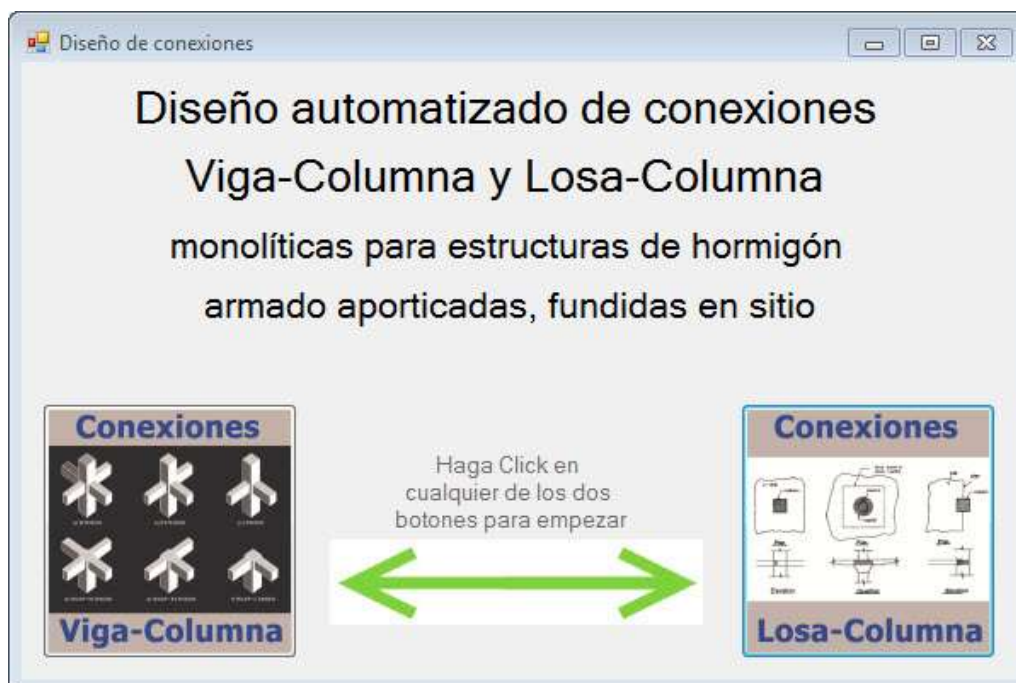 Diseño de conexiones
Diseño automatizado de conexiones
Viga-Columna y Losa-Columna
monolíticas para estructuras de hormigón
armado aporticadas, fundidas en sitio
Conexiones
Viga-Columna
Haga Click en
cualquier de los dos
botones para empezar
Conexiones
Losa-Columna